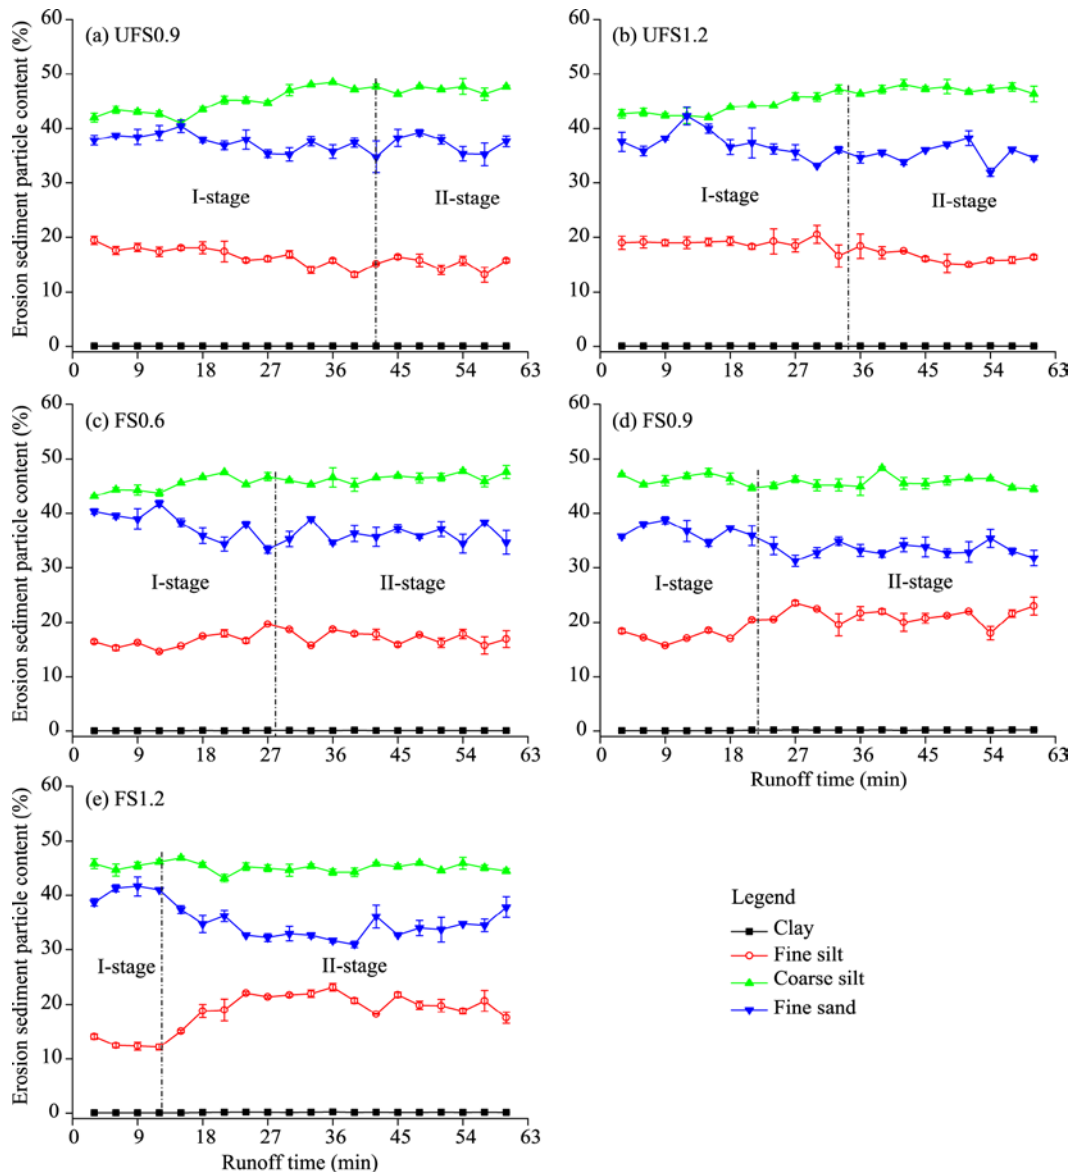 Erosion sediment particle content (%)
60
50
40
30
20
10
0
(a) UFS0.9
I-stage
II-stage
0 9 18 27 36 45 54 63
60
50
40
30
20
10
0
(b) UFS1.2
I-stage
II-stage
0 9 18 27 36 45 54 63
Erosion sediment particle content (%)
60
50
40
30
20
10
0
(c) FS0.6
I-stage
II-stage
0 9 18 27 36 45 54 63
60
50
40
30
20
10
0
(d) FS0.9
I-stage
II-stage
0 9 18 27 36 45 54 63
Runoff time (min)
Erosion sediment particle content (%)
60
50
40
30
20
10
0
(e) FS1.2
I-stage
II-stage
0 9 18 27 36 45 54 63
Runoff time (min)
Legend
Clay
Fine silt
Coarse silt
Fine sand